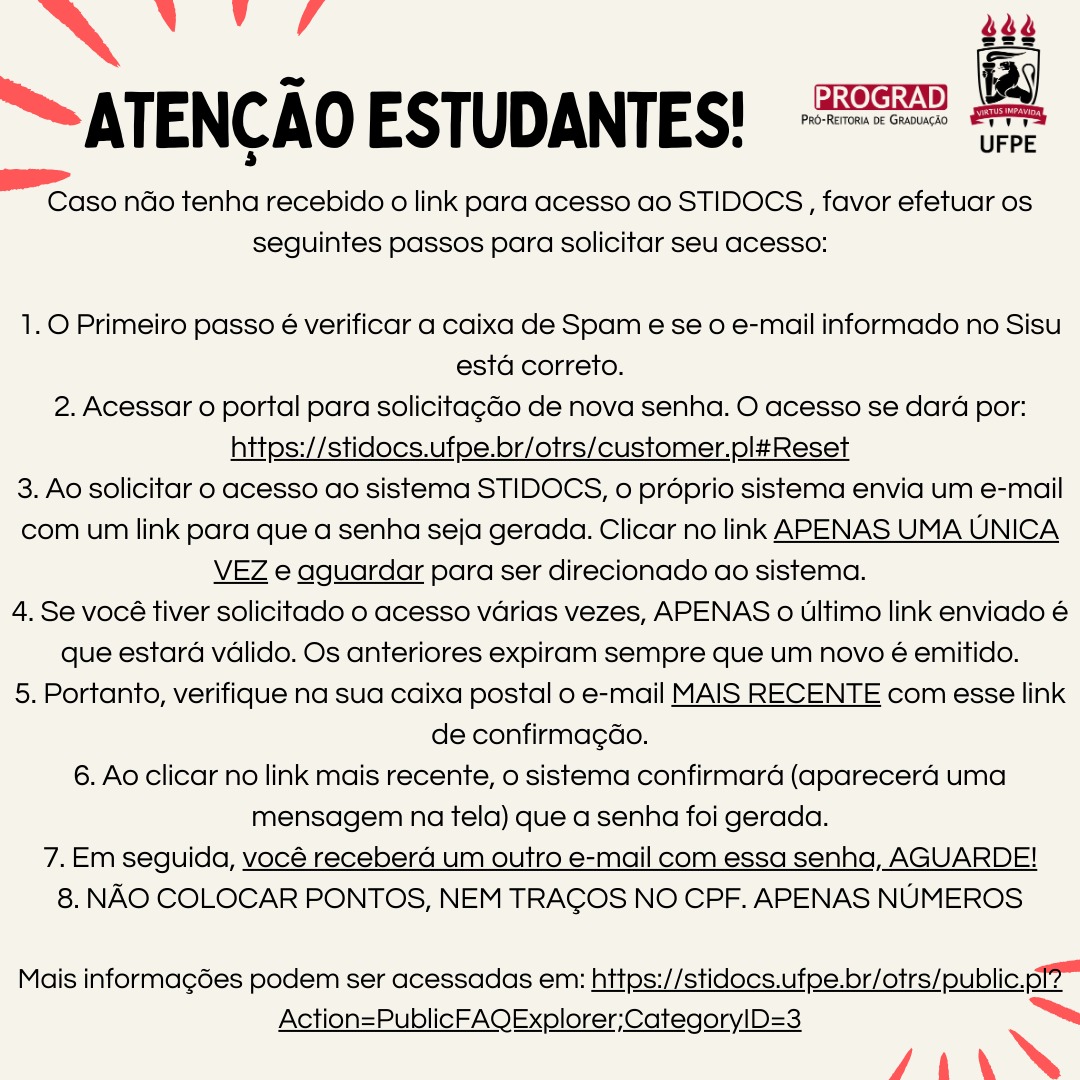 ATENÇÃO ESTUDANTES!
PROGRAD
PRÓ-REITORIA DE GRADUAÇÃO
VIRTUS IMPAVIDA
UFPE
Caso não tenha recebido o link para acesso ao STIDOCS , favor efetuar os
seguintes passos para solicitar seu acesso:
1. O Primeiro passo é verificar a caixa de Spam e se o e-mail informado no Sisu
está correto.
2. Acessar o portal para solicitação de nova senha. O acesso se dará por:
https://stidocs.ufpe.br/otrs/customer.pl#Reset
3. Ao solicitar o acesso ao sistema STIDOCS, o próprio sistema envia um e-mail
com um link para que a senha seja gerada. Clicar no link APENAS UMA ÚNICA
VEZ e aguardar para ser direcionado ao sistema.
4. Se você tiver solicitado o acesso várias vezes, APENAS o último link enviado é
que estará válido. Os anteriores expiram sempre que um novo é emitido.
5. Portanto, verifique na sua caixa postal o e-mail MAIS RECENTE com esse link
de confirmação.
6. Ao clicar no link mais recente, o sistema confirmará (aparecerá uma
mensagem na tela) que a senha foi gerada.
7. Em seguida, você receberá um outro e-mail com essa senha, AGUARDE!
8. NÃO COLOCAR PONTOS, NEM TRAÇOS NO CPF. APENAS NÚMEROS
Mais informações podem ser acessadas em: https://stidocs.ufpe.br/otrs/public.pl?
Action=PublicFAQExplorer;CategoryID=3